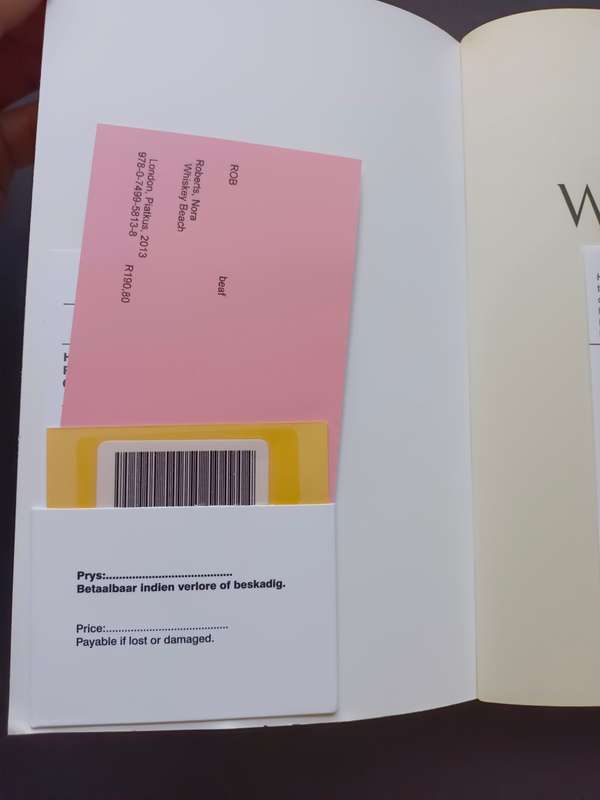 ROB
beaf
Roberts, Nora
Whiskey Beach
London, Piatkus, 2013
978-0-7499-5813-8
R190,80
W
Prys:........................................
Betaalbaar indien verlore of beskadig.
Price:.......................................
Payable if lost or damaged.